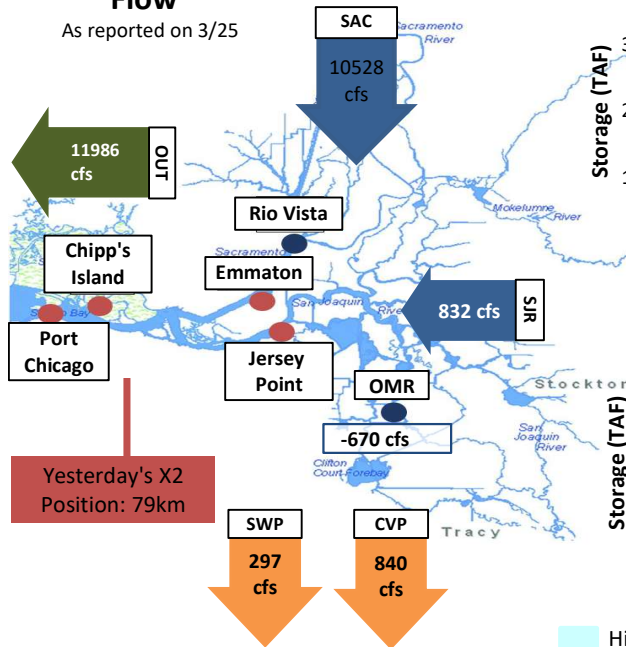 Flow
As reported on 3/25
SAC
10528
cfs
Sacramento
River
3
2
1
Storage (TAF)
11986
cfs
OUT
Mokelumne
River
Rio Vista
Chipp's
Island
Sacramento
Emmaton
San Joaquin
River
832 cfs
SJR
Port
Chicago
Jersey
Point
OMR
-670 cfs
Stockton
San
Joaquin
River
Clifton
Court Forebay
Tracy
Storage (TAF)
Yesterday's X2
Position: 79km
SWP
297
cfs
CVP
840
cfs
Hi